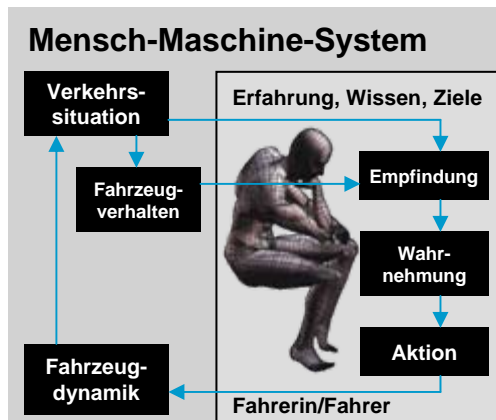 Mensch-Maschine-System
Verkehrs-
situation
Erfahrung, Wissen, Ziele
Fahrzeug-
verhalten
Empfindung
Wahr-
nehmung
Aktion
Fahrzeug-
dynamik
Fahrerin/Fahrer